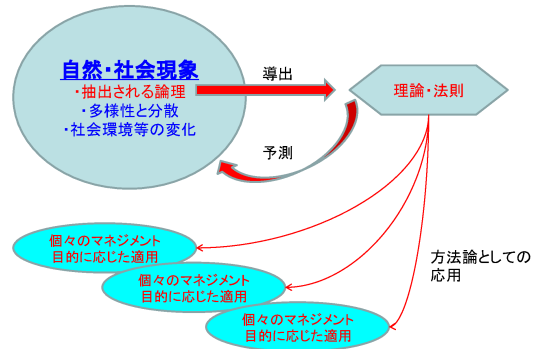 自然・社会現象
・抽出される論理
・多様性と分散
・社会環境等の変化
導出
理論・法則
予測
個々のマネジメント
目的に応じた適用
個々のマネジメント
目的に応じた適用
個々のマネジメント
目的に応じた適用
方法論としての
応用